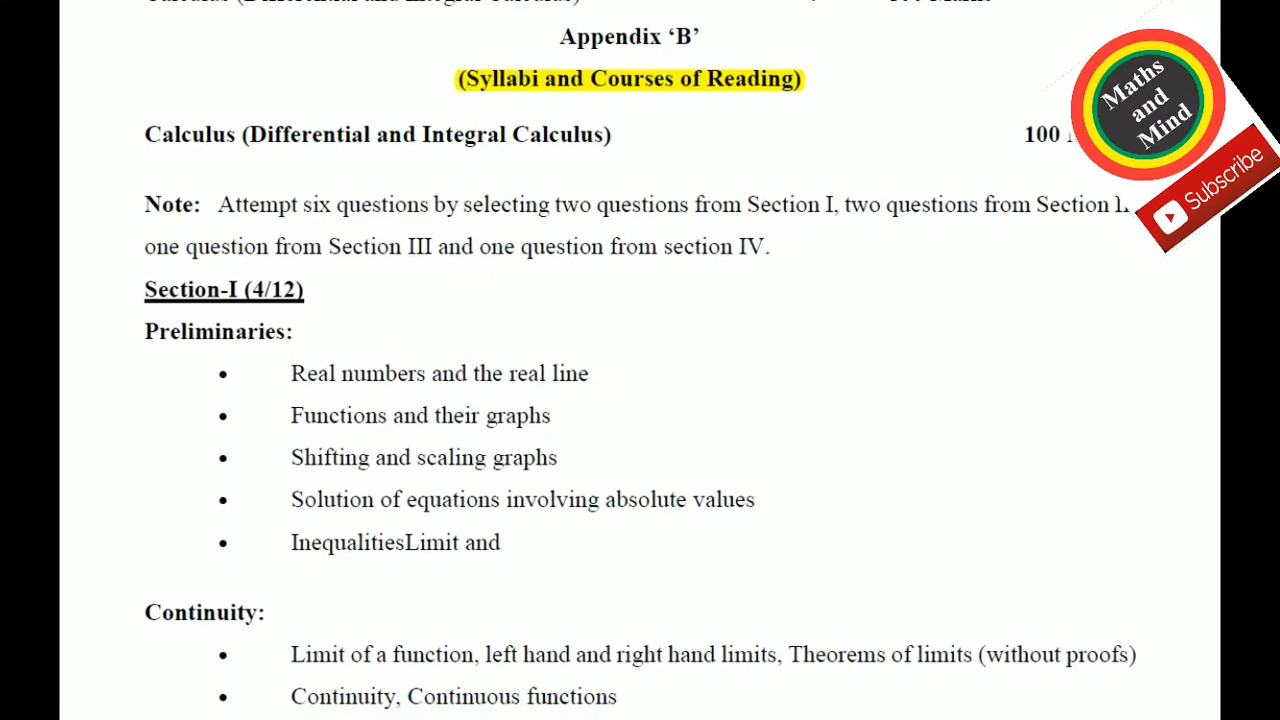 Appendix ‘B’
(Syllabi and Courses of Reading)
Calculus (Differential and Integral Calculus) 100
Note: Attempt six questions by selecting two questions from Section I, two questions from Section
one question from Section III and one question from section IV.
Section-I (4/12)
Preliminaries:
• Real numbers and the real line
• Functions and their graphs
• Shifting and scaling graphs
• Solution of equations involving absolute values
• InequalitiesLimit and
Continuity:
• Limit of a function, left hand and right hand limits, Theorems of limits (without proofs)
• Continuity, Continuous functions
Maths
and
Mind
Subscribe